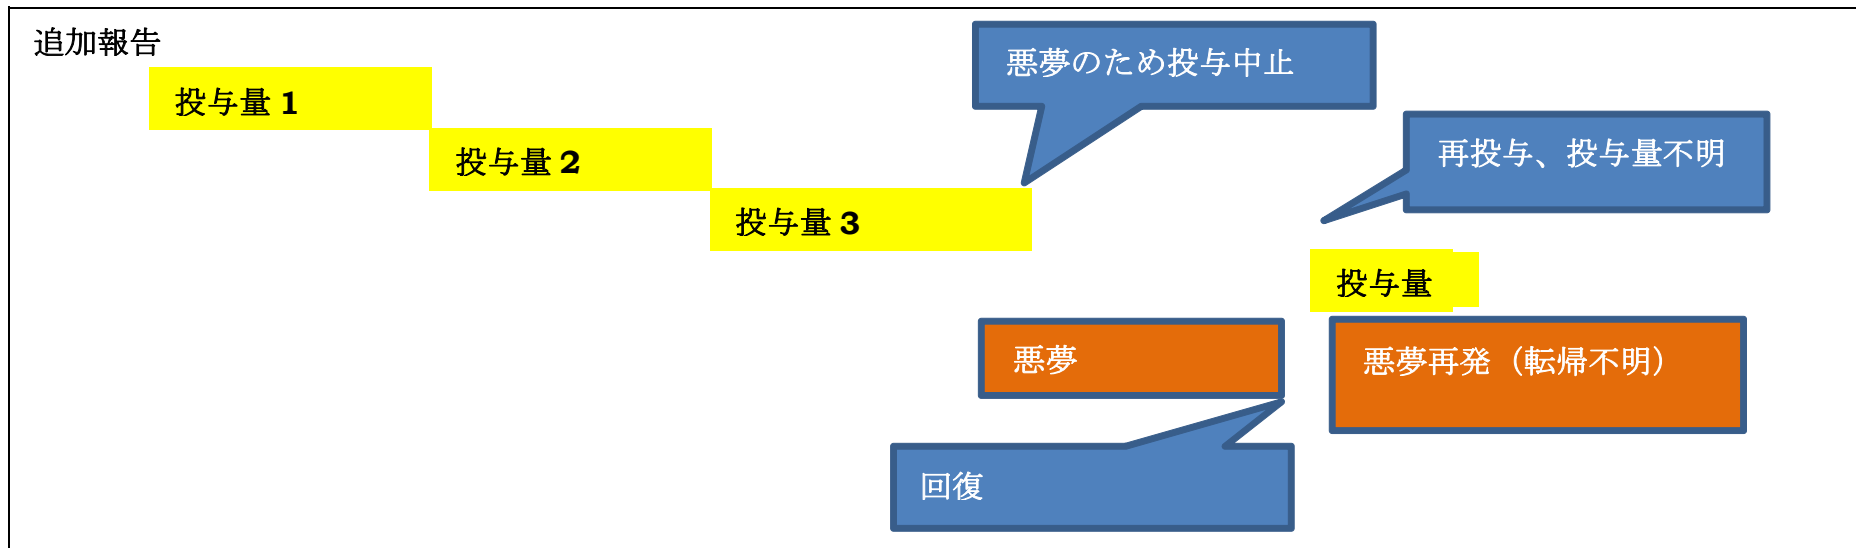 追加報告
悪夢のため投与中止
投与量 1
再投与、投与量不明
投与量 2
投与量 3
投与量
悪夢
悪夢再発（転帰不明）
回復